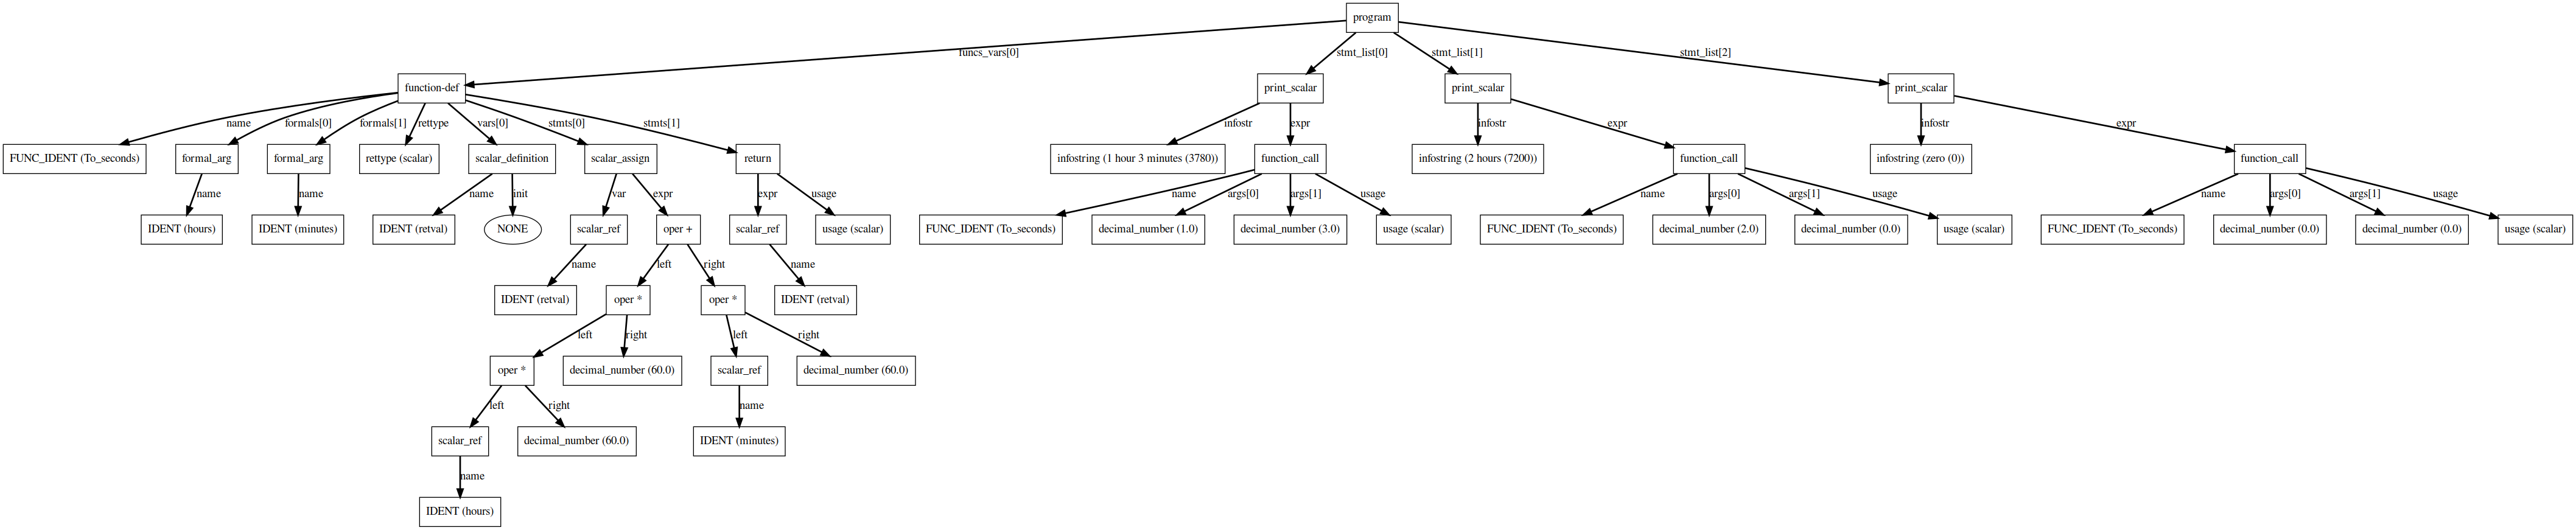 program
funcs_vars[0]
stmt_list[0]
stmt_list[1]
stmt_list[2]
function-def
print_scalar
print_scalar
print_scalar
name
formals[0]
formals[1]
rettype
vars[0]
stmts[0]
stmts[1]
infostr
expr
infostr
expr
infostr
expr
FUNC_IDENT (To_seconds)
formal_arg
formal_arg
rettype (scalar)
scalar_definition
scalar_assign
return
infostring (1 hour 3 minutes (3780))
function_call
infostring (2 hours (7200))
function_call
infostring (zero (0))
function_call
name
name
name
init
var
expr
expr
usage
name
args[0]
args[1]
usage
name
args[0]
args[1]
usage
name
args[0]
args[1]
usage
IDENT (hours)
IDENT (minutes)
IDENT (retval)
NONE
scalar_ref
oper +
scalar_ref
usage (scalar)
FUNC_IDENT (To_seconds)
decimal_number (1.0)
decimal_number (3.0)
usage (scalar)
FUNC_IDENT (To_seconds)
decimal_number (2.0)
decimal_number (0.0)
usage (scalar)
FUNC_IDENT (To_seconds)
decimal_number (0.0)
decimal_number (0.0)
usage (scalar)
name
left
right
name
IDENT (retval)
oper *
oper *
IDENT (retval)
left
right
left
right
oper *
decimal_number (60.0)
scalar_ref
decimal_number (60.0)
left
right
name
scalar_ref
decimal_number (60.0)
IDENT (minutes)
name
IDENT (hours)